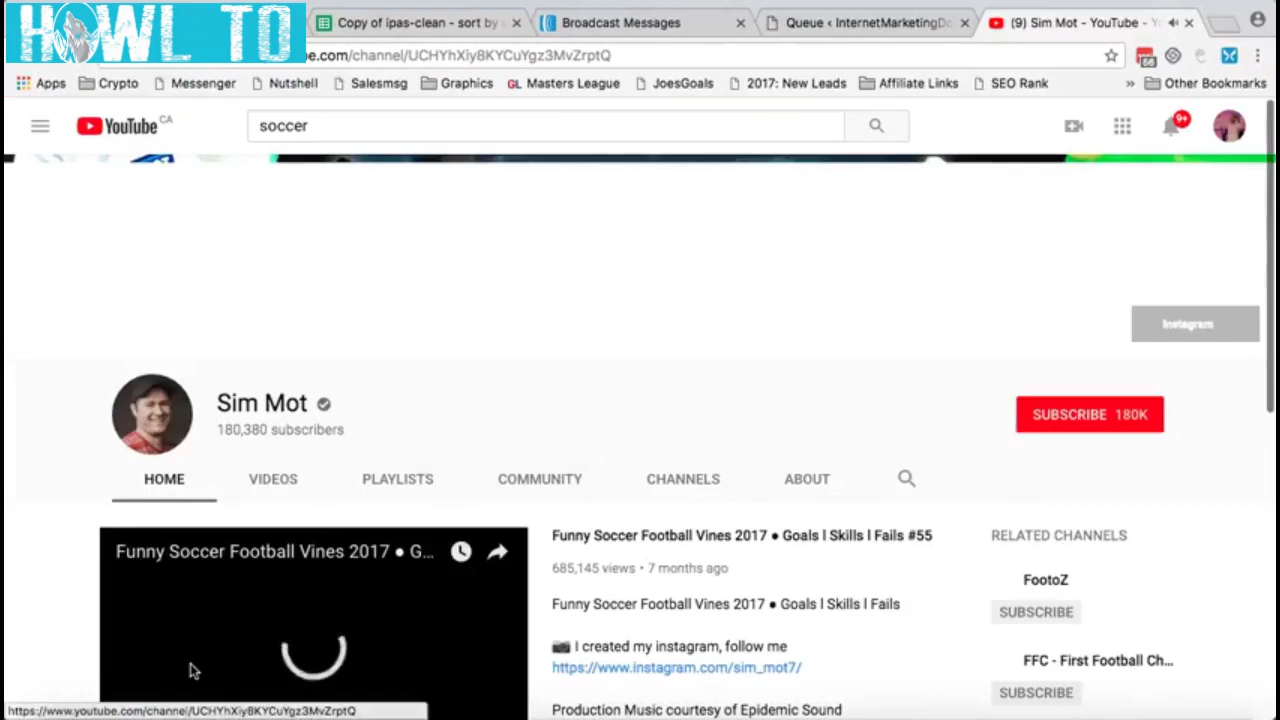 HOWL TO
Copy of ipas-clean - sort by
Broadcast Messages
Queue ‹ InternetMarketingDo
(9) Sim Mot - YouTube - Y
be.com/channel/UCHYhXiy8KYCuYgz3MvZrptQ
Apps
Crypto
Messenger
Nutshell
Salesmsg
Graphics
GL Masters League
JoesGoals
2017: New Leads
Affiliate Links
SEO Rank
» Other Bookmarks
YouTube CA
soccer
9+
Instagram
Sim Mot
180,380 subscribers
SUBSCRIBE 180K
HOME
VIDEOS
PLAYLISTS
COMMUNITY
CHANNELS
ABOUT
Funny Soccer Football Vines 2017 ● G...
Funny Soccer Football Vines 2017 ● Goals l Skills l Fails #55
685,145 views • 7 months ago
Funny Soccer Football Vines 2017 ● Goals l Skills l Fails
📷 I created my instagram, follow me
https://www.instagram.com/sim_mot7/
Production Music courtesy of Epidemic Sound
RELATED CHANNELS
FootoZ
SUBSCRIBE
FFC - First Football Ch...
SUBSCRIBE
https://www.youtube.com/channel/UCHYhXiy8KYCuYgz3MvZrptQ